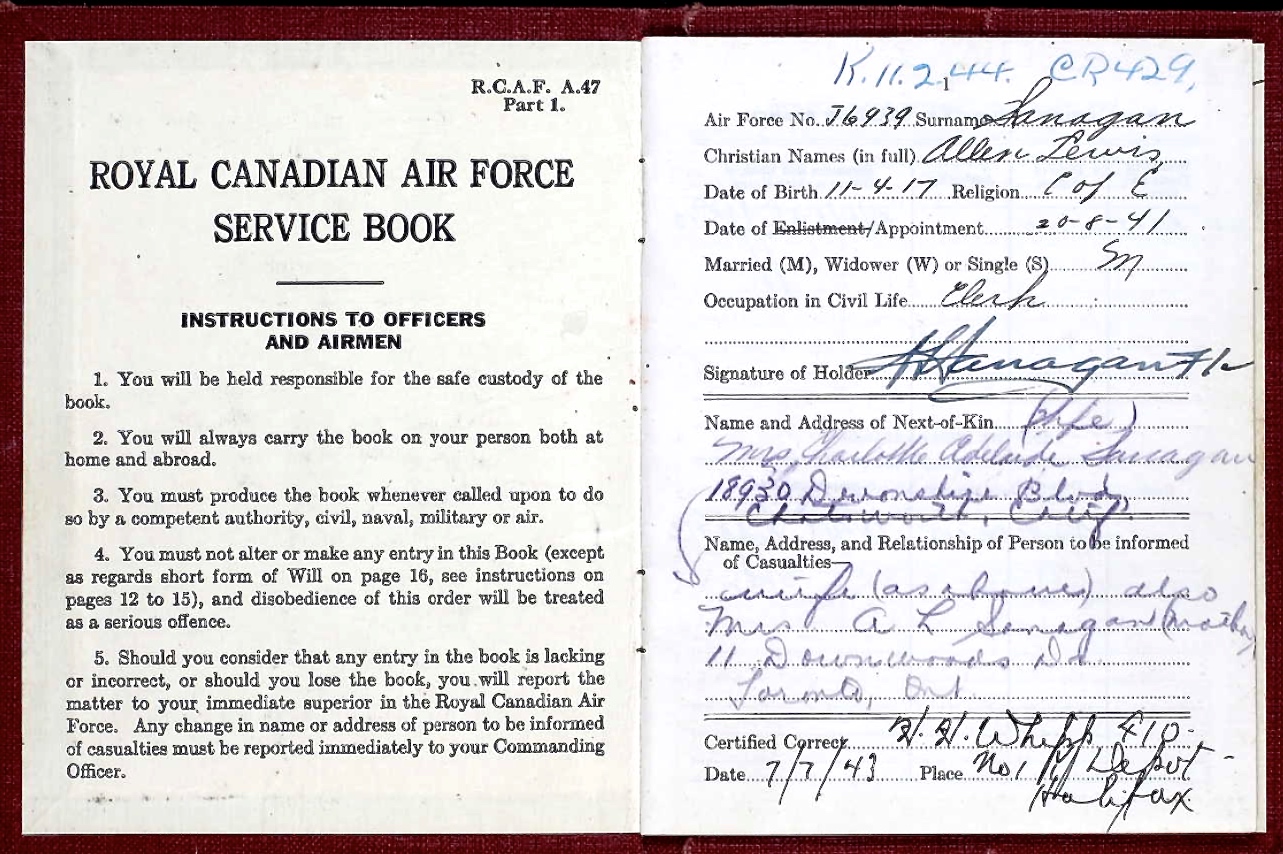 R.C.A.F. A.47
Part 1.
ROYAL CANADIAN AIR FORCE
SERVICE BOOK
INSTRUCTIONS TO OFFICERS
AND AIRMEN
1. You will be held responsible for the safe custody of the
book.
2. You will always carry the book on your person both at
home and abroad.
3. You must produce the book whenever called upon to do
so by a competent authority, civil, naval, military or air.
4. You must not alter or make any entry in this Book (except
as regards short form of Will on page 16, see instructions on
pages 12 to 15), and disobedience of this order will be treated
as a serious offence.
5. Should you consider that any entry in the book is lacking
or incorrect, or should you lose the book, you will report the
matter to your immediate superior in the Royal Canadian Air
Force. Any change in name or address of person to be informed
of casualties must be reported immediately to your Commanding
Officer.
K.11.2.44. CR429.
1
Air Force No. J6939 Surname Sanagan
Christian Names (in full) Allen Lewis
Date of Birth 11-4-17 Religion C of E
Date of Enlistment/Appointment 20-8-41
Married (M), Widower (W) or Single (S) M
Occupation in Civil Life Clerk
Signature of Holder Sanagan F/L
Name and Address of Next-of-Kin (Wife)
Mrs Charlotte Adelaide Sanagan
18930 Devonshire Blvd,
Chatsworth, Calif.
Name, Address, and Relationship of Person to be informed
of Casualties—
wife (as above) also
Mrs A L Sanagan (mother)
11 Downwoods Dr.
Toronto, Ont
Certified Correct H. H. F/O
Date 7/7/43 Place No 1 Depot
Halifax